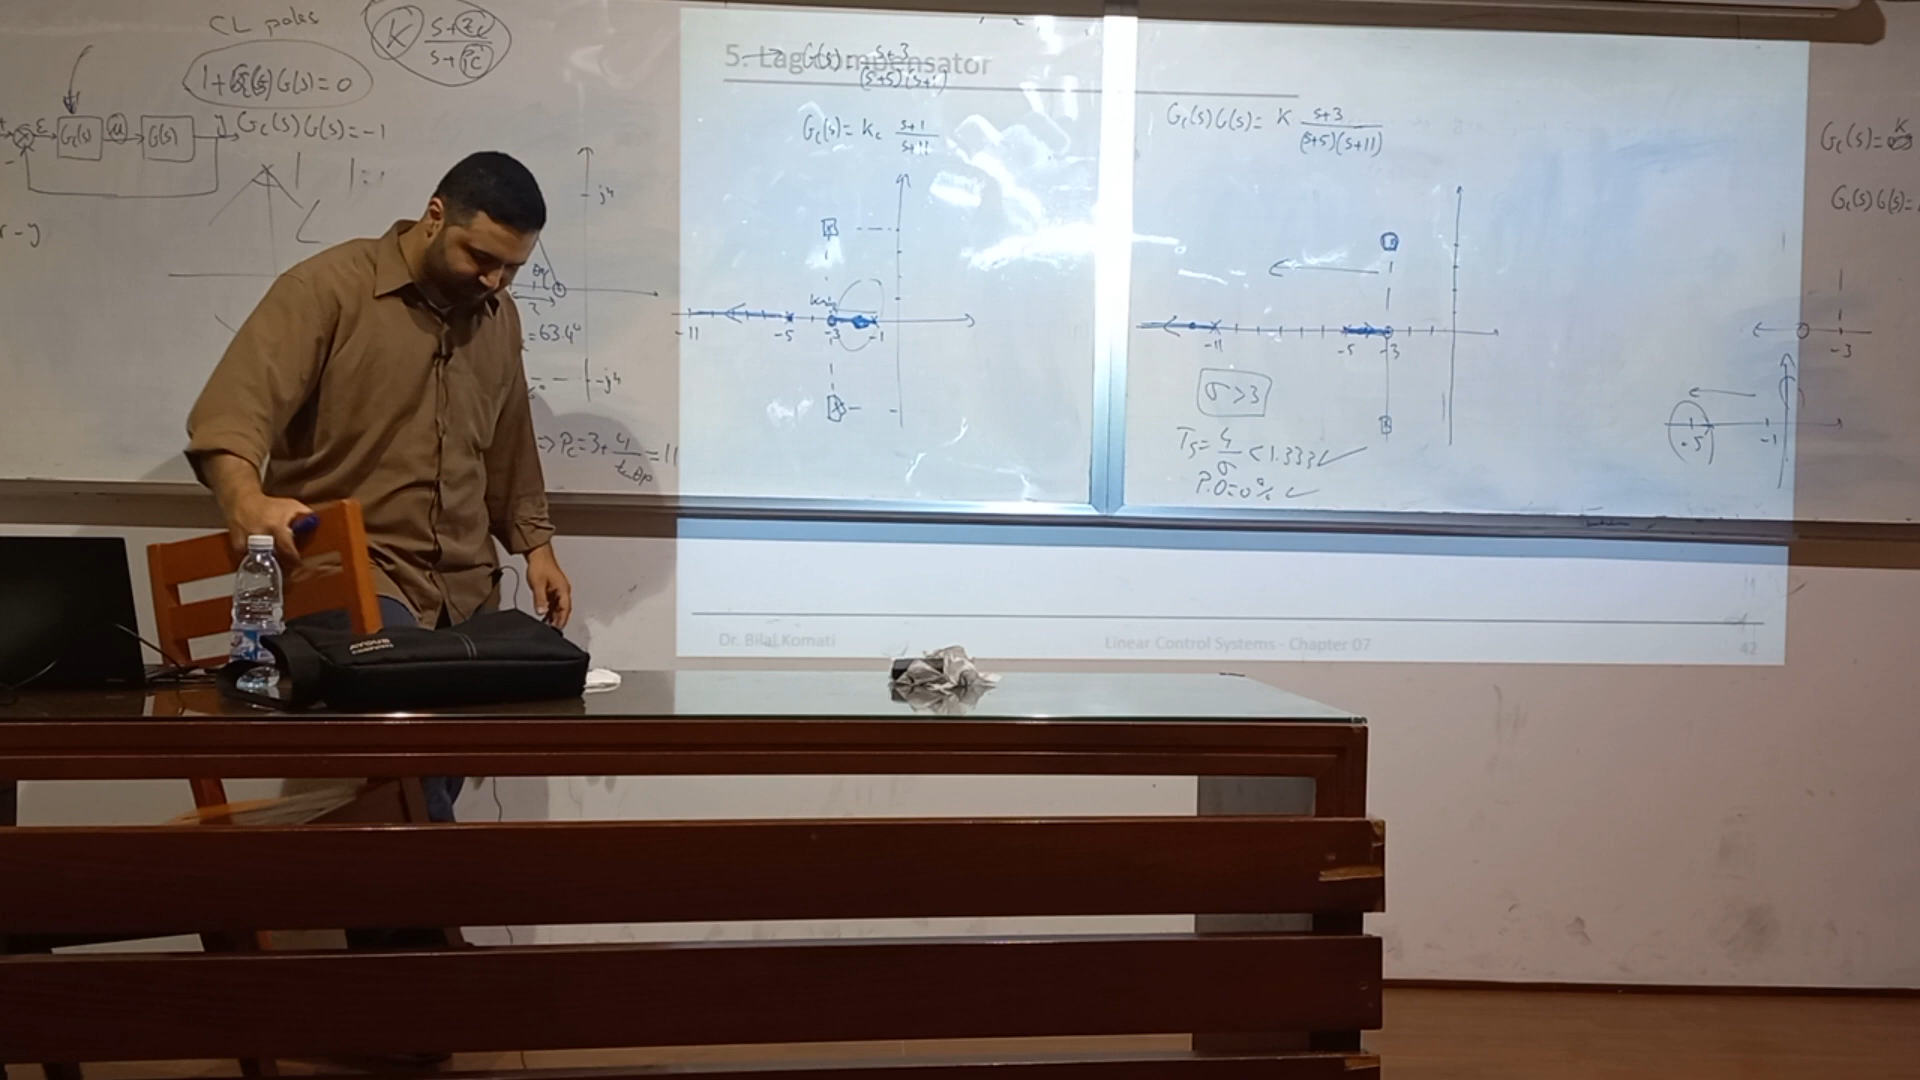 CL poles
K s+zc / s+pc
1+Gc(s)G(s)=0
Gc(s)G(s)=-1
ε Gc(s) u G(s) y
r-y
j4
2
=63.4°
-j4
=> Pc=3+ 4 / tanθp =11
5. Lag compensator
G(s)= s+3 / (s+5)(s+1)
Gc(s)= Kc s+1 / s+11
-11 -5 -3 -1
Gc(s)G(s)= K s+3 / (s+5)(s+11)
-11 -5 -3
σ>3
Ts= 4 / σ <1.333 ✓
P.O=0% ✓
Gc(s)= K
Gc(s)G(s)=
-3
-5 -1
Dr. Bilal Komati
Linear Control Systems - Chapter 07
42